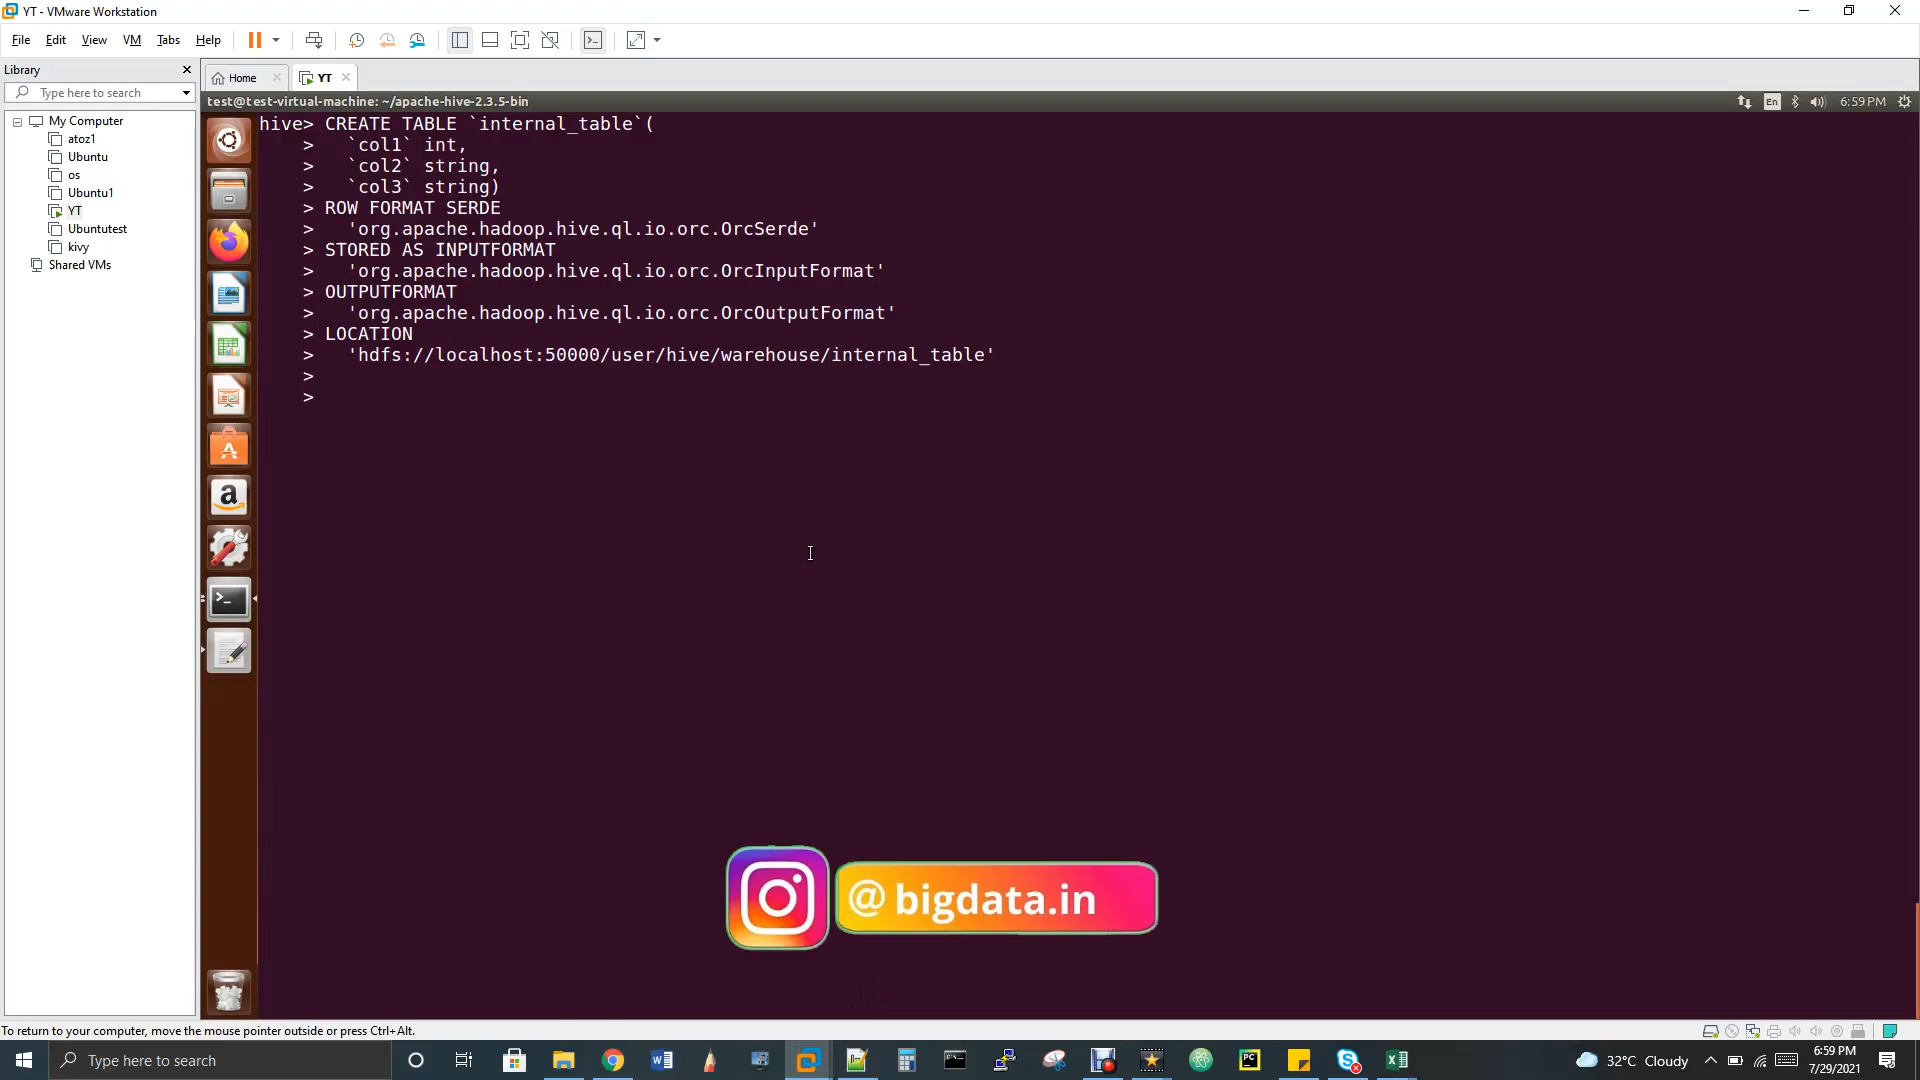 YT - VMware Workstation
File Edit View VM Tabs Help
Library
Type here to search
My Computer
atoz1
Ubuntu
os
Ubuntu1
YT
Ubuntutest
kivy
Shared VMs
Home
YT
test@test-virtual-machine: ~/apache-hive-2.3.5-bin
En
6:59 PM
hive> CREATE TABLE `internal_table`(
>   `col1` int,
>   `col2` string,
>   `col3` string)
> ROW FORMAT SERDE
>   'org.apache.hadoop.hive.ql.io.orc.OrcSerde'
> STORED AS INPUTFORMAT
>   'org.apache.hadoop.hive.ql.io.orc.OrcInputFormat'
> OUTPUTFORMAT
>   'org.apache.hadoop.hive.ql.io.orc.OrcOutputFormat'
> LOCATION
>   'hdfs://localhost:50000/user/hive/warehouse/internal_table'
>
>
@ bigdata.in
To return to your computer, move the mouse pointer outside or press Ctrl+Alt.
Type here to search
32°C Cloudy
6:59 PM
7/29/2021